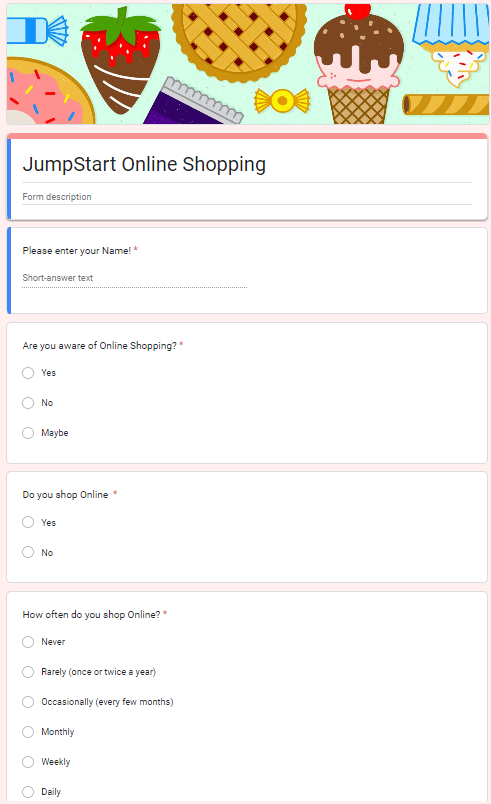 JumpStart Online Shopping
Form description
Please enter your Name! *
Short-answer text
Are you aware of Online Shopping? *
Yes
No
Maybe
Do you shop Online *
Yes
No
How often do you shop Online? *
Never
Rarely (once or twice a year)
Occasionally (every few months)
Monthly
Weekly
Daily